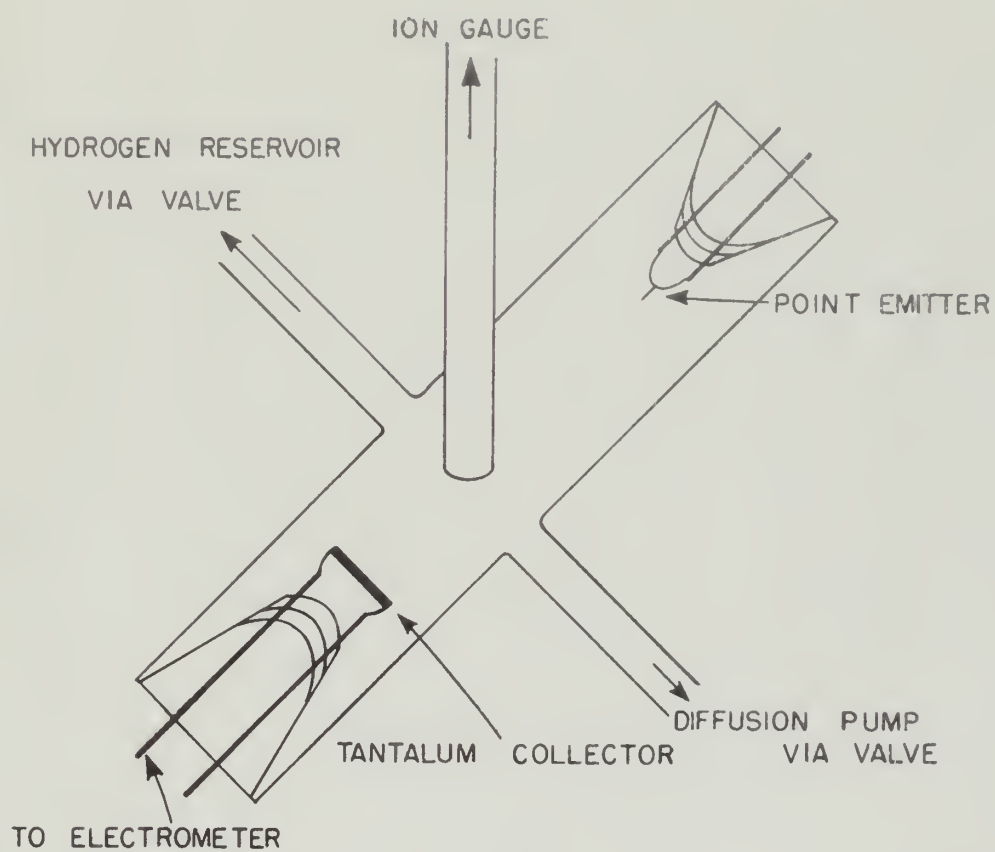 ION GAUGE
HYDROGEN RESERVOIR
VIA VALVE
POINT EMITTER
DIFFUSION PUMP
VIA VALVE
TANTALUM COLLECTOR
TO ELECTROMETER